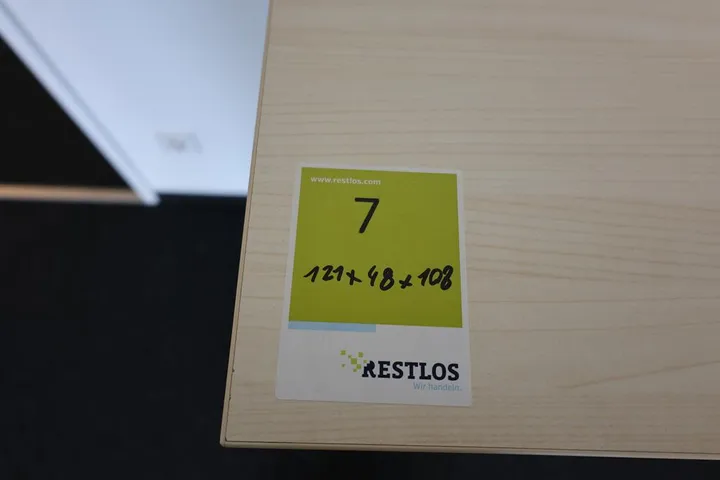 www.restlos.com
7
121x48x108
RESTLOS
Wir handeln.